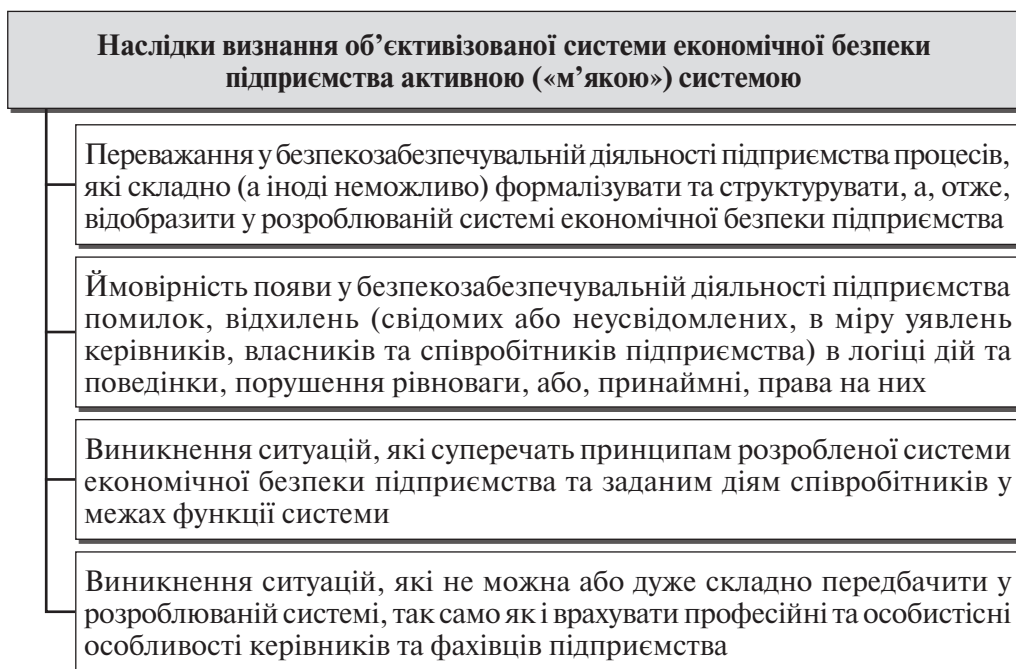 Наслідки визнання об’єктивізованої системи економічної безпеки
підприємства активною («м’якою») системою
Переважання у безпекозабезпечувальній діяльності підприємства процесів,
які складно (а іноді неможливо) формалізувати та структурувати, а, отже,
відобразити у розроблюваній системі економічної безпеки підприємства
Ймовірність появи у безпекозабезпечувальній діяльності підприємства
помилок, відхилень (свідомих або неусвідомлених, в міру уявлень
керівників, власників та співробітників підприємства) в логіці дій та
поведінки, порушення рівноваги, або, принаймні, права на них
Виникнення ситуацій, які суперечать принципам розробленої системи
економічної безпеки підприємства та заданим діям співробітників у
межах функції системи
Виникнення ситуацій, які не можна або дуже складно передбачити у
розроблюваній системі, так само як і врахувати професійні та особистісні
особливості керівників та фахівців підприємства